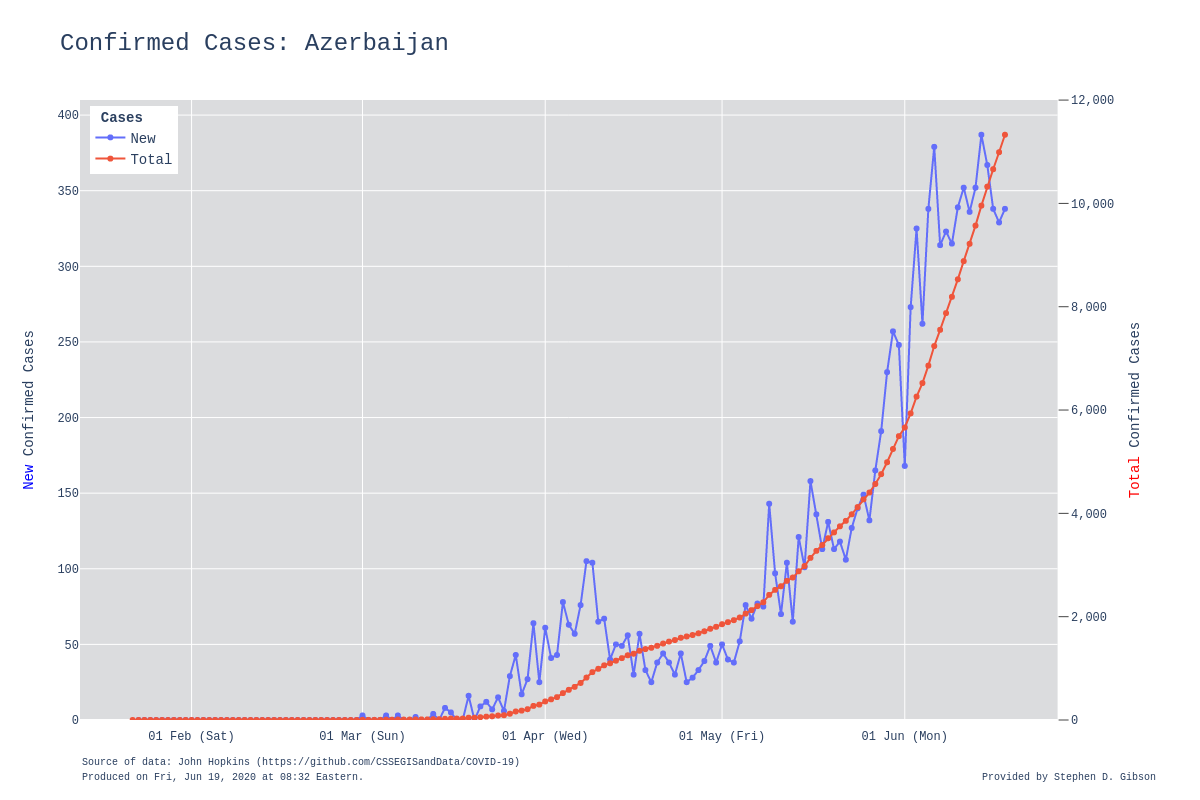 Confirmed Cases: Azerbaijan
Cases
New
Total
400
350
300
250
200
150
100
50
0
12,000
10,000
8,000
6,000
4,000
2,000
0
New Confirmed Cases
Total Confirmed Cases
01 Feb (Sat)
01 Mar (Sun)
01 Apr (Wed)
01 May (Fri)
01 Jun (Mon)
Source of data: John Hopkins (https://github.com/CSSEGISandData/COVID-19)
Produced on Fri, Jun 19, 2020 at 08:32 Eastern.
Provided by Stephen D. Gibson